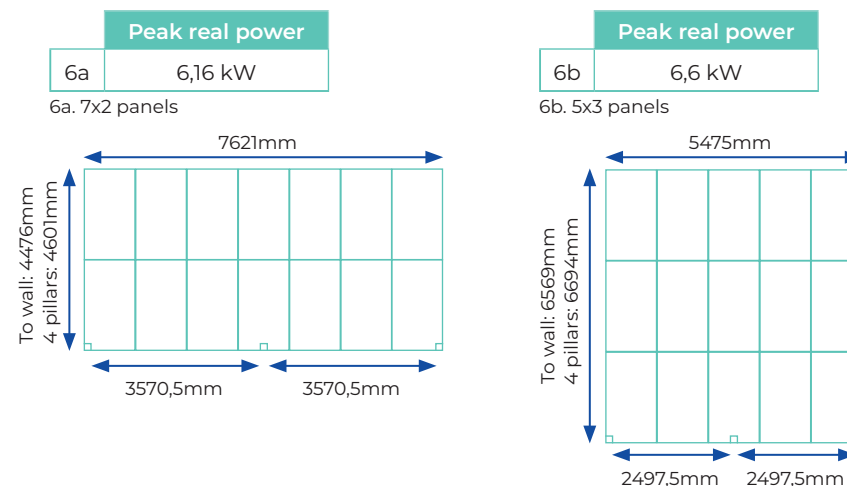 Peak real power
6a 6,16 kW
6a. 7x2 panels
7621mm
To wall: 4476mm
4 pillars: 4601mm
3570,5mm 3570,5mm
Peak real power
6b 6,6 kW
6b. 5x3 panels
5475mm
To wall: 6569mm
4 pillars: 6694mm
2497,5mm 2497,5mm